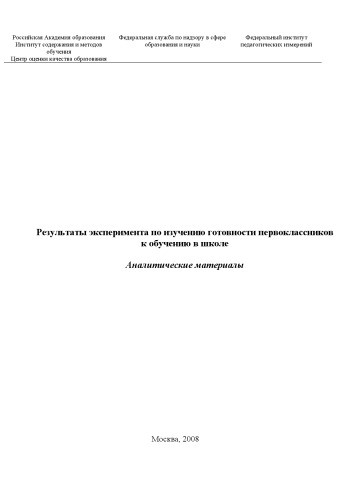 Российская Академия образования
Институт содержания и методов
обучения
Центр оценки качества образования
Федеральная служба по надзору в сфере
образования и науки
Федеральный институт
педагогических измерений
Результаты эксперимента по изучению готовности первоклассников
к обучению в школе
Аналитические материалы
Москва, 2008